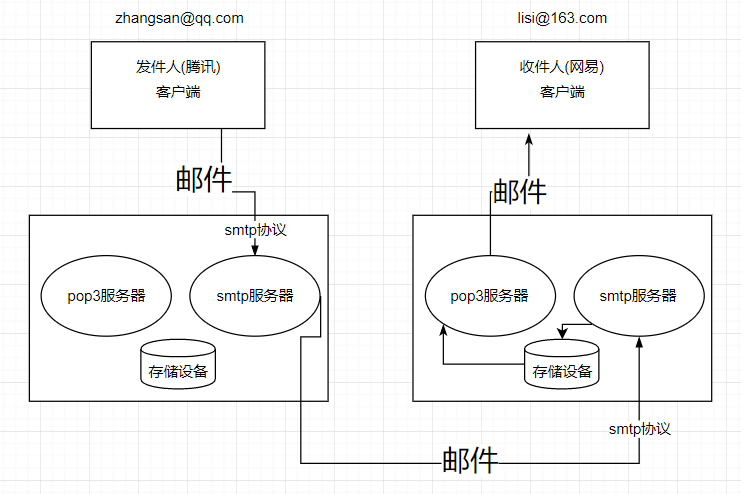 zhangsan@qq.com
lisi@163.com
发件人(腾讯)
客户端
收件人(网易)
客户端
邮件
邮件
smtp协议
pop3服务器
smtp服务器
存储设备
pop3服务器
smtp服务器
存储设备
smtp协议
邮件